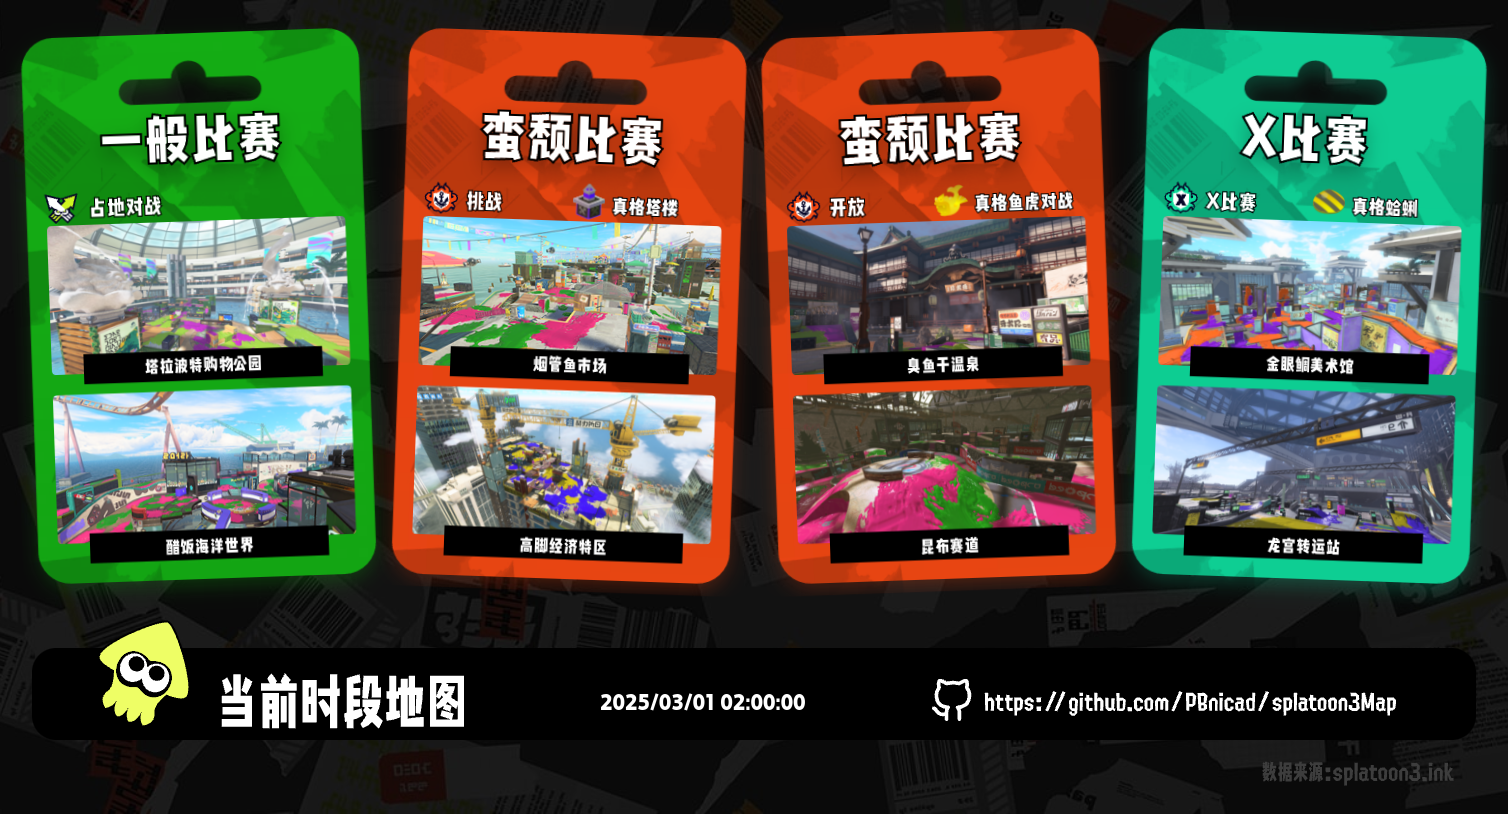 一般比赛
占地对战
塔拉波特购物公园
醋饭海洋世界
蛮颓比赛
挑战
真格塔楼
烟管鱼市场
高脚经济特区
蛮颓比赛
开放
真格鱼虎对战
臭鱼干温泉
昆布赛道
X比赛
X比赛
真格蛤蜊
金眼鲷美术馆
龙宫转运站
当前时段地图
2025/03/01 02:00:00
https://github.com/PBnicad/splatoon3Map
数据来源:splatoon3.ink